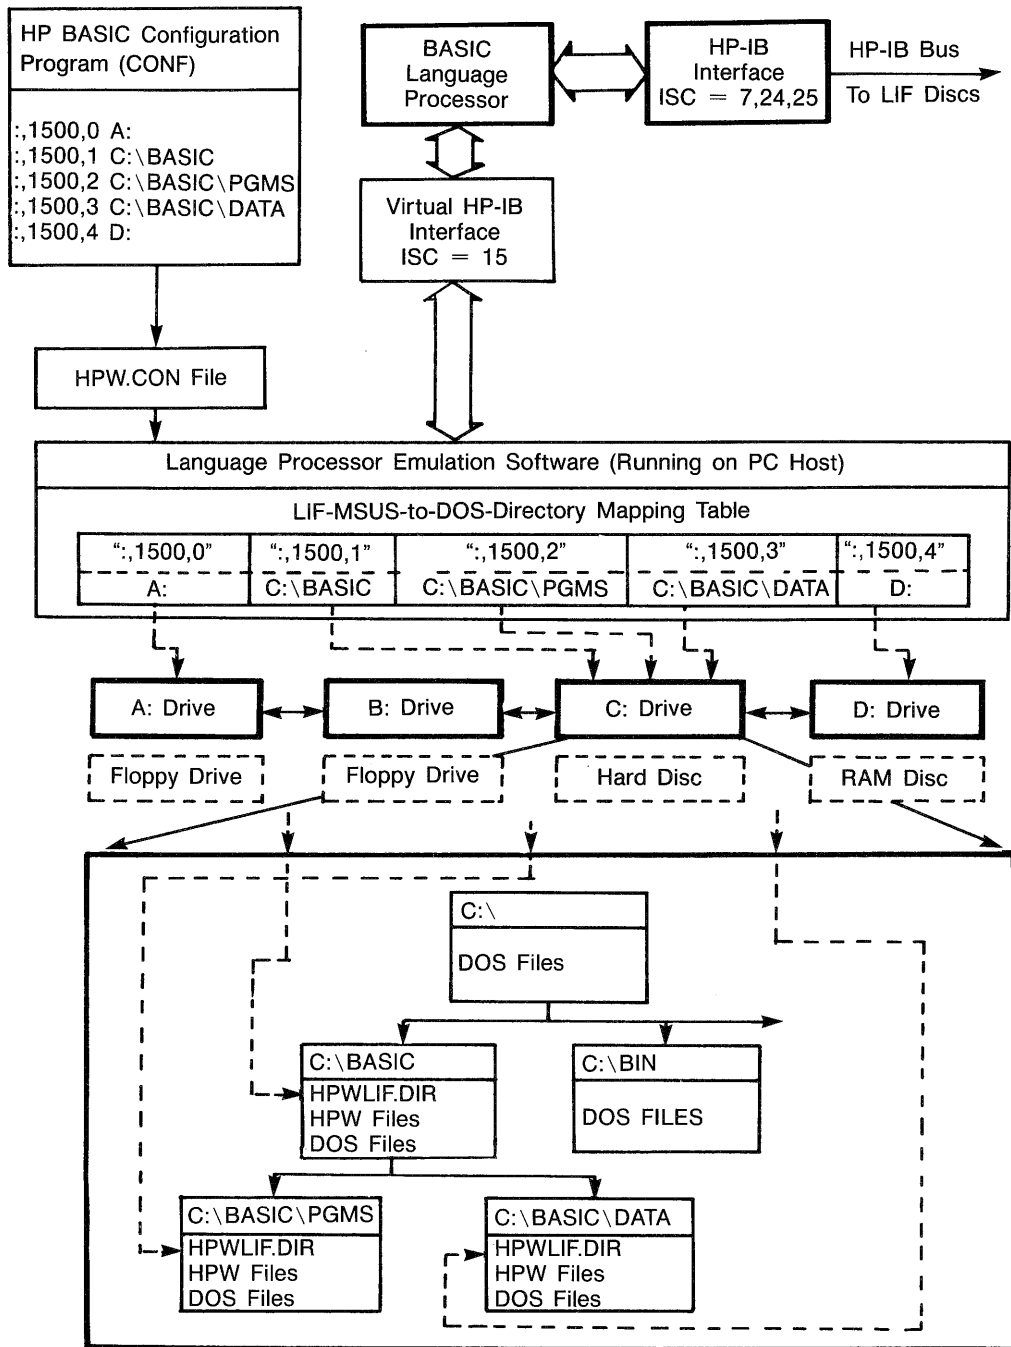 HP BASIC Configuration
Program (CONF)
:,1500,0 A:
:,1500,1 C:\BASIC
:,1500,2 C:\BASIC\PGMS
:,1500,3 C:\BASIC\DATA
:,1500,4 D:
BASIC
Language
Processor
HP-IB
Interface
ISC = 7,24,25
HP-IB Bus
To LIF Discs
Virtual HP-IB
Interface
ISC = 15
HPW.CON File
Language Processor Emulation Software (Running on PC Host)
LIF-MSUS-to-DOS-Directory Mapping Table
“:,1500,0” “:,1500,1” “:,1500,2” “:,1500,3” “:,1500,4”
A: C:\BASIC C:\BASIC\PGMS C:\BASIC\DATA D:
A: Drive B: Drive C: Drive D: Drive
Floppy Drive Floppy Drive Hard Disc RAM Disc
C:\
DOS Files
C:\BASIC
HPWLIF.DIR
HPW Files
DOS Files
C:\BIN
DOS FILES
C:\BASIC\PGMS
HPWLIF.DIR
HPW Files
DOS Files
C:\BASIC\DATA
HPWLIF.DIR
HPW Files
DOS Files